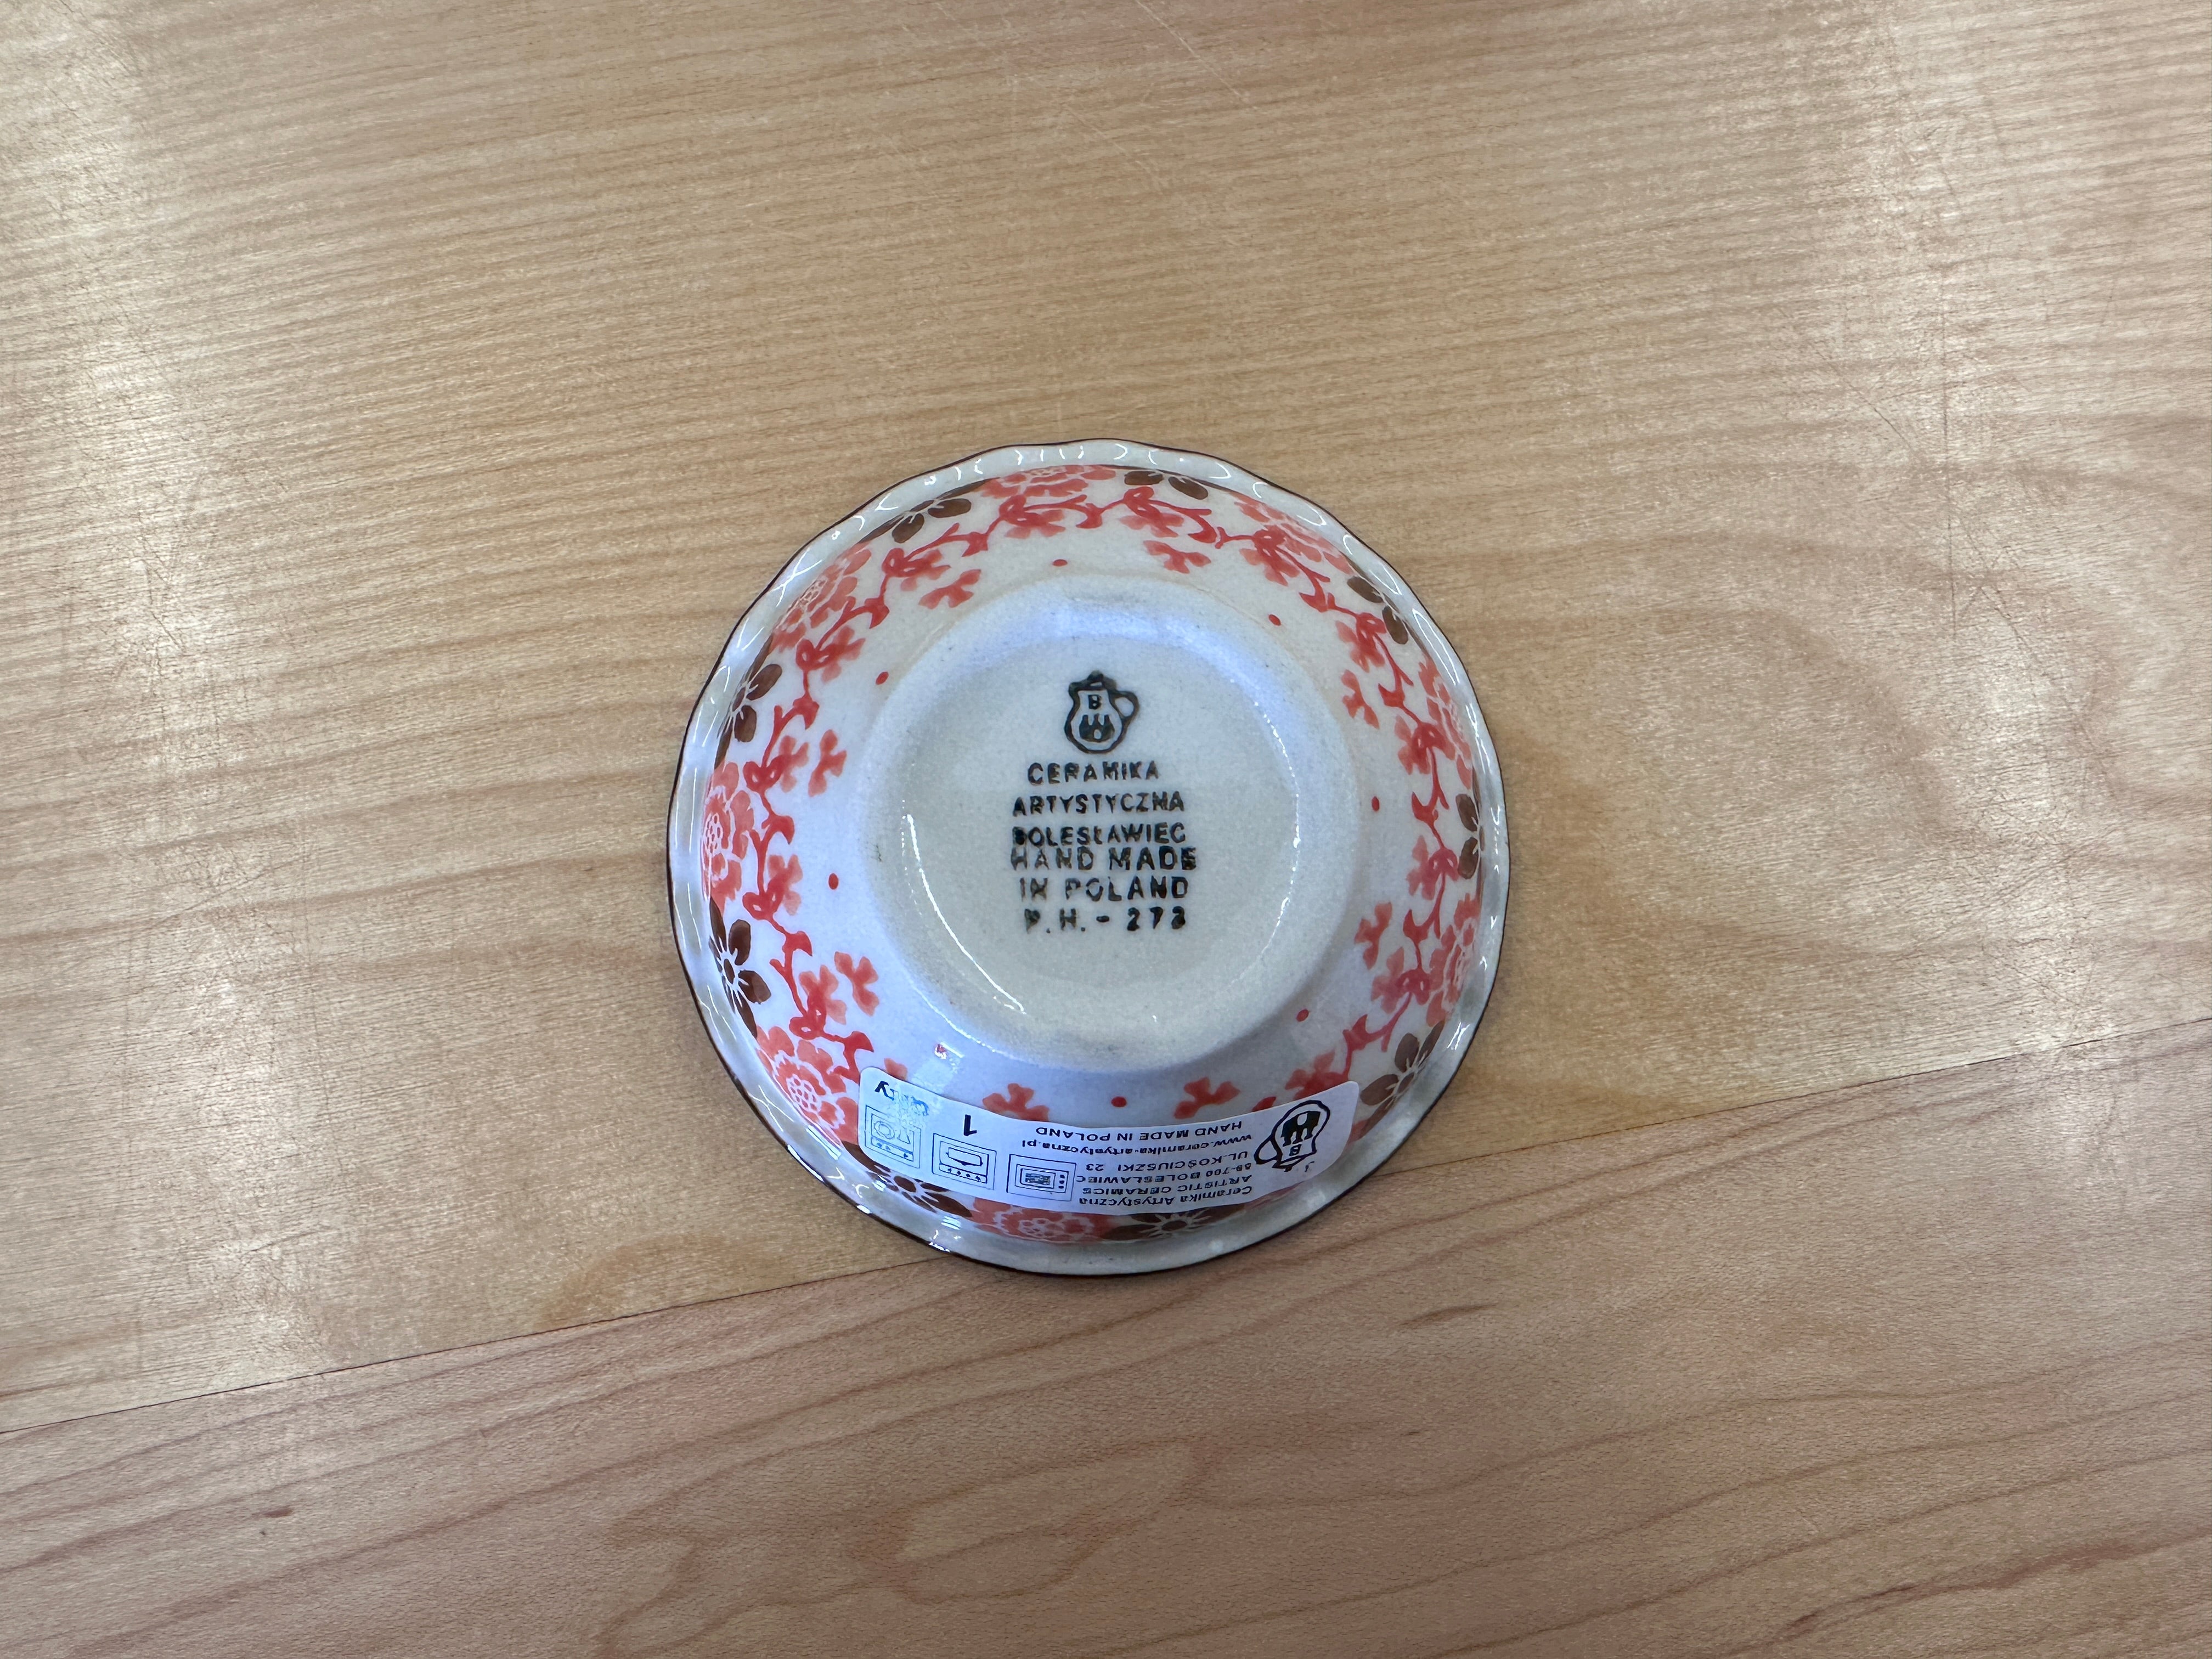 B
CERAMIKA
ARTYSTYCZNA
BOLESŁAWIEC
HAND MADE
IN POLAND
P.H.-273
Ceramika Artystyczna
ARTISTIC CERAMICS
59-700 BOLESŁAWIEC
UL.KOŚCIUSZKI 23
www.ceramika-artystyczna.pl
HAND MADE IN POLAND
B
1